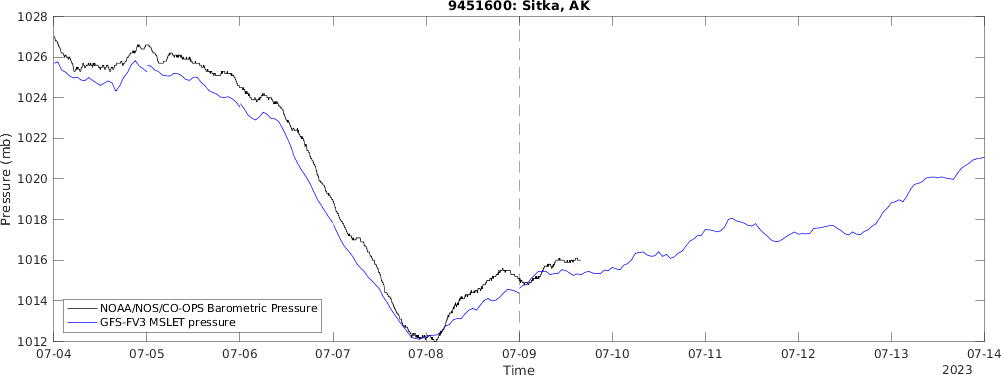 9451600: Sitka, AK
Pressure (mb)
1028
1026
1024
1022
1020
1018
1016
1014
1012
NOAA/NOS/CO-OPS Barometric Pressure
GFS-FV3 MSLET pressure
07-04 07-05 07-06 07-07 07-08 07-09 07-10 07-11 07-12 07-13 07-14
Time
2023